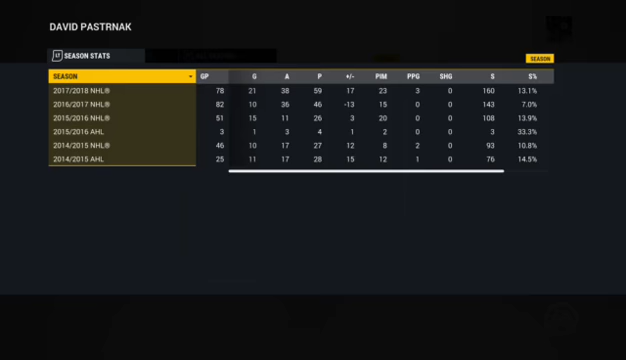 DAVID PASTRNAK
LT SEASON STATS
SEASON
SEASON GP G A P +/- PIM PPG SHG S S%
2017/2018 NHL® 78 21 38 59 17 23 3 0 160 13.1%
2016/2017 NHL® 82 10 36 46 -13 15 0 0 143 7.0%
2015/2016 NHL® 51 15 11 26 3 20 0 0 108 13.9%
2015/2016 AHL 3 1 3 4 1 2 0 0 3 33.3%
2014/2015 NHL® 46 10 17 27 12 8 2 0 93 10.8%
2014/2015 AHL 25 11 17 28 15 12 1 0 76 14.5%